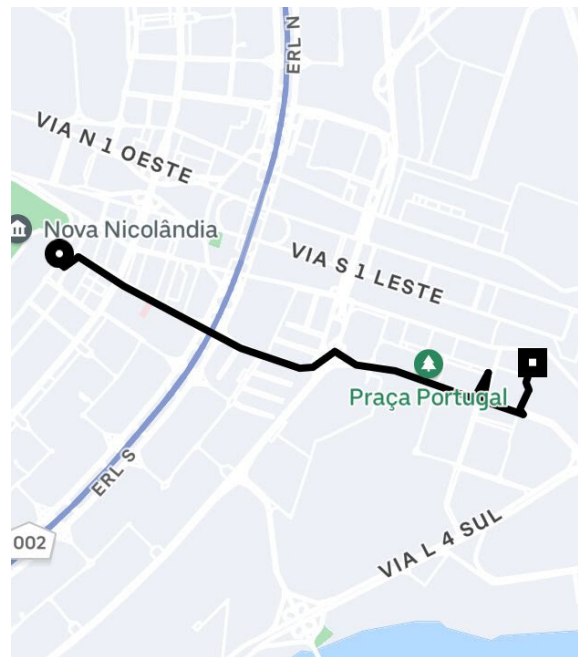 ERL N
VIA N 1 OESTE
Nova Nicolândia
VIA S 1 LESTE
Praça Portugal
ERL S
002
VIA L 4 SUL